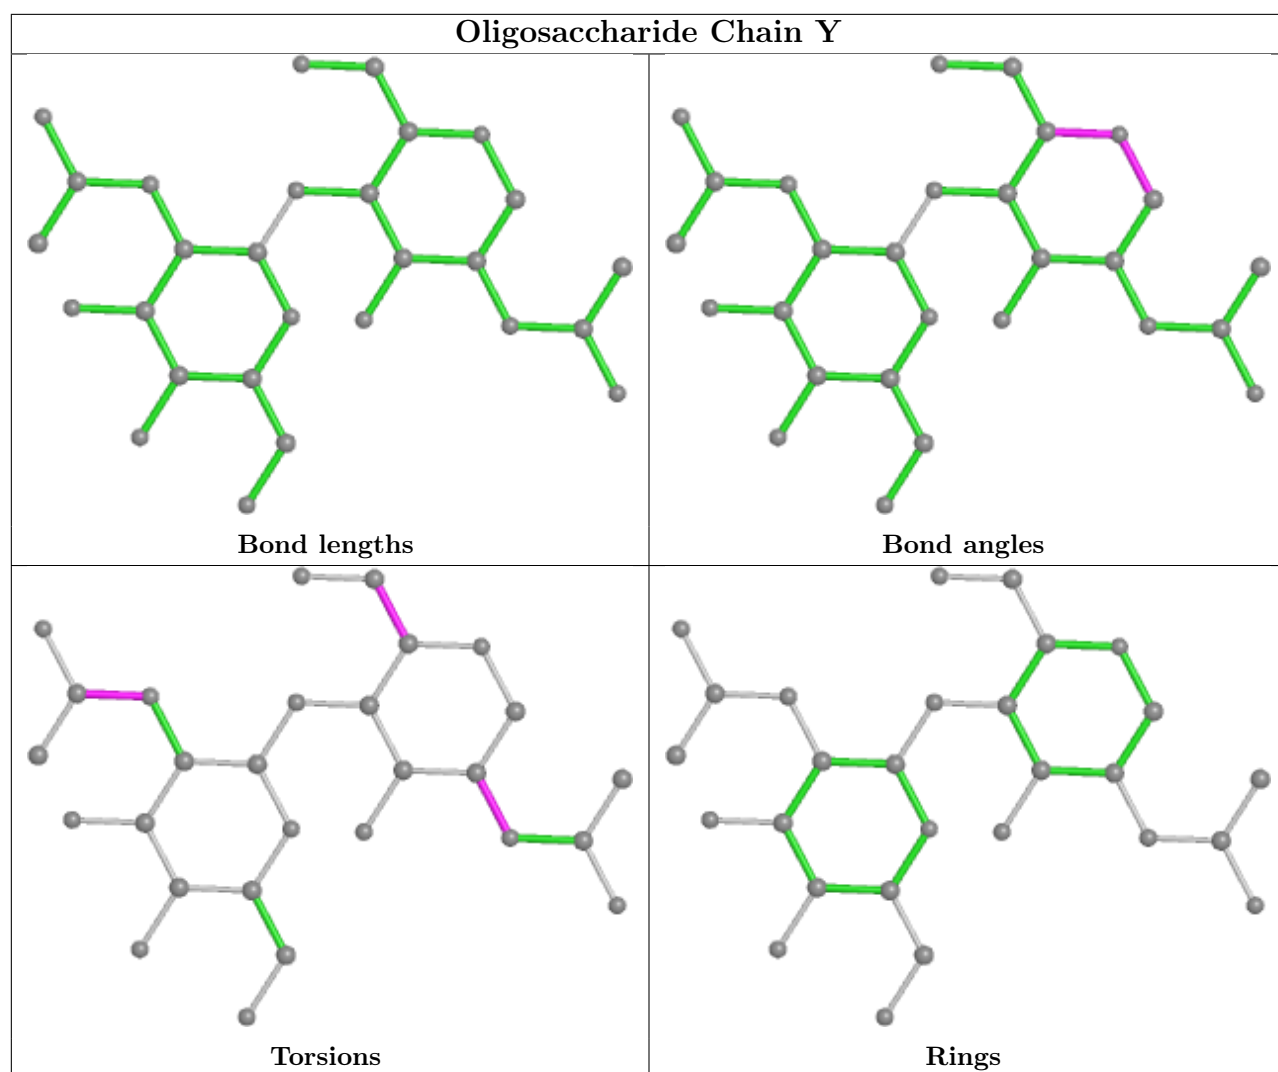 Oligosaccharide Chain Y
Bond lengths
Bond angles
Torsions
Rings